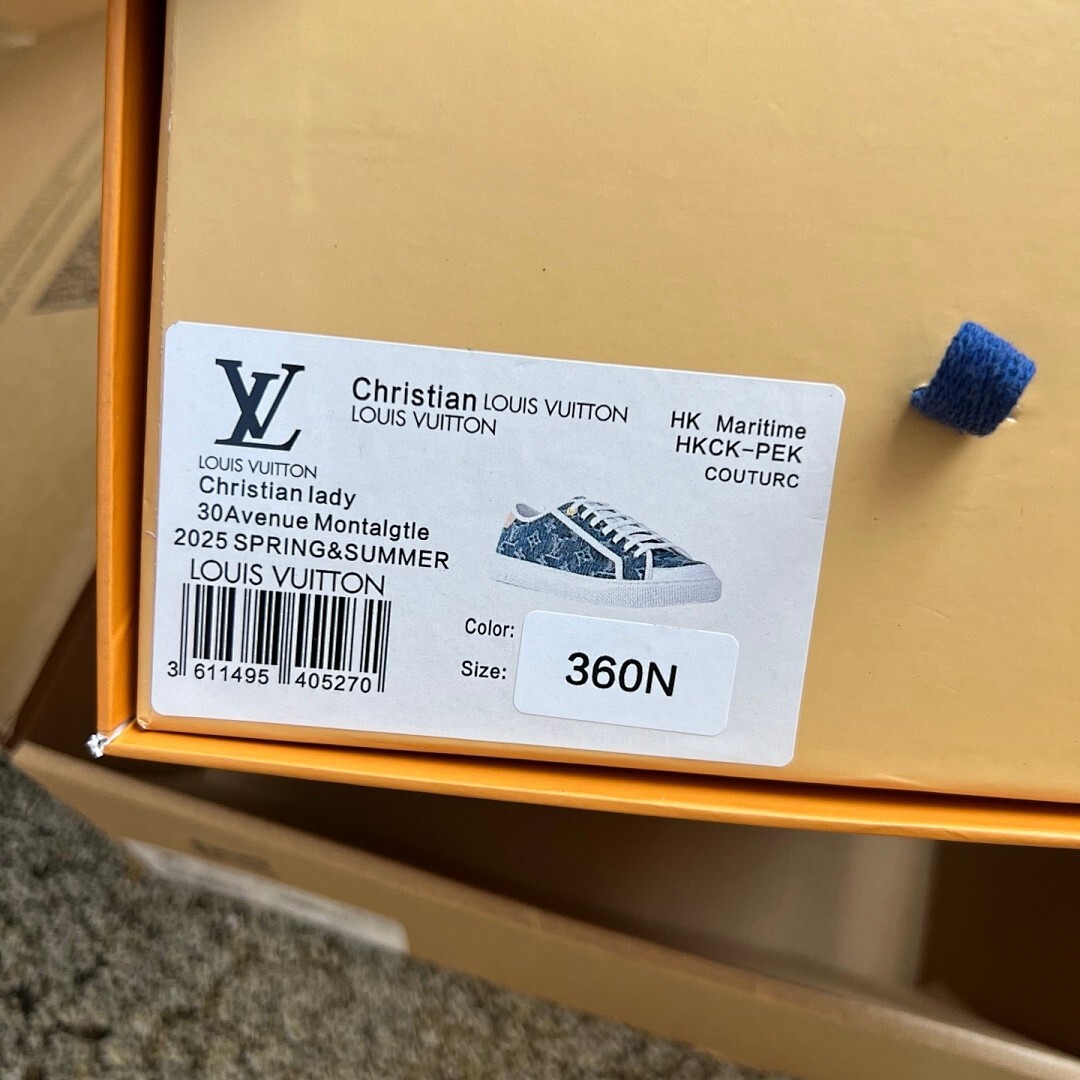 LV
LOUIS VUITTON
Christian lady
30Avenue Montalgtle
2025 SPRING&SUMMER
LOUIS VUITTON
3 611495 405270
Christian LOUIS VUITTON
LOUIS VUITTON
HK Maritime
HKCK-PEK
COUTURC
Color:
Size:
360N